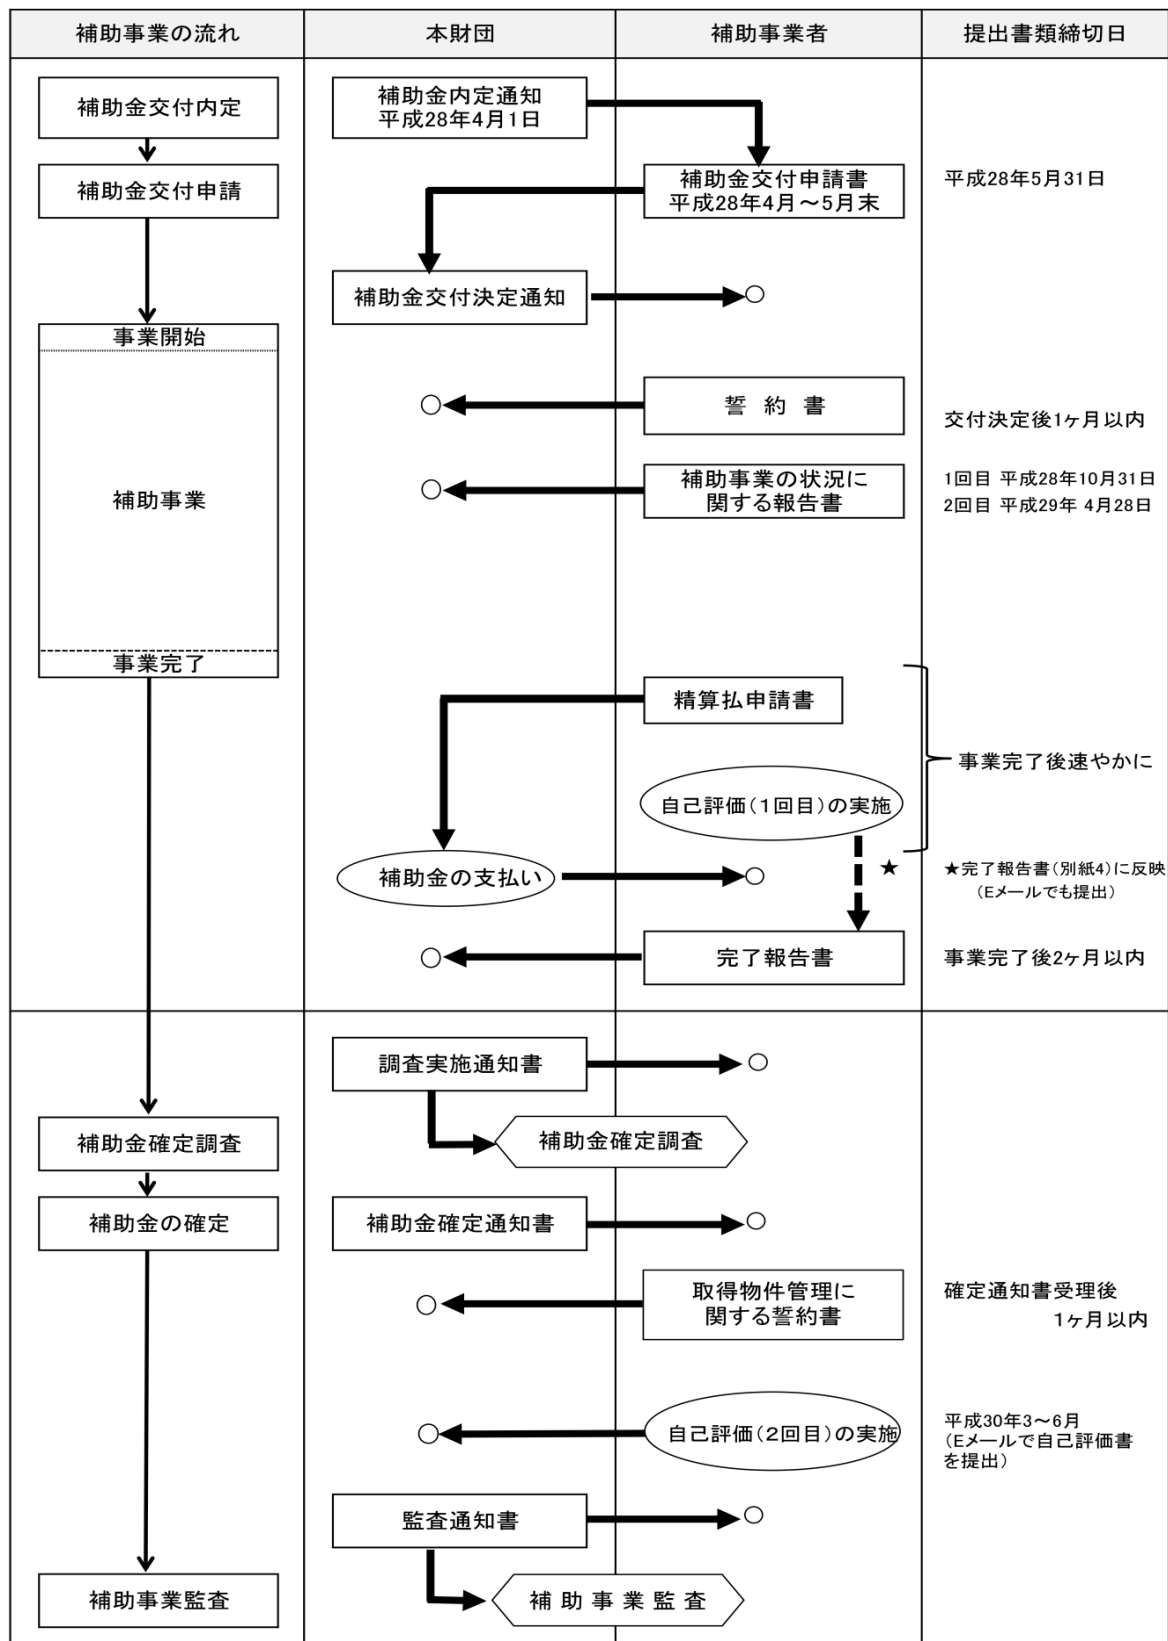 補助事業の流れ
本財団
補助事業者
提出書類締切日
補助金交付内定
補助金内定通知
平成28年4月1日
補助金交付申請
補助金交付申請書
平成28年4月～5月末
平成28年5月31日
補助金交付決定通知
事業開始
誓 約 書
交付決定後1ヶ月以内
補助事業
補助事業の状況に
関する報告書
1回目 平成28年10月31日
2回目 平成29年 4月28日
事業完了
精算払申請書
事業完了後速やかに
自己評価(1回目)の実施
補助金の支払い
★
★完了報告書(別紙4)に反映
(Eメールでも提出)
完了報告書
事業完了後2ヶ月以内
調査実施通知書
補助金確定調査
補助金確定調査
補助金の確定
補助金確定通知書
取得物件管理に
関する誓約書
確定通知書受理後
1ヶ月以内
自己評価(2回目)の実施
平成30年3～6月
(Eメールで自己評価書
を提出)
監査通知書
補助事業監査
補 助 事 業 監 査